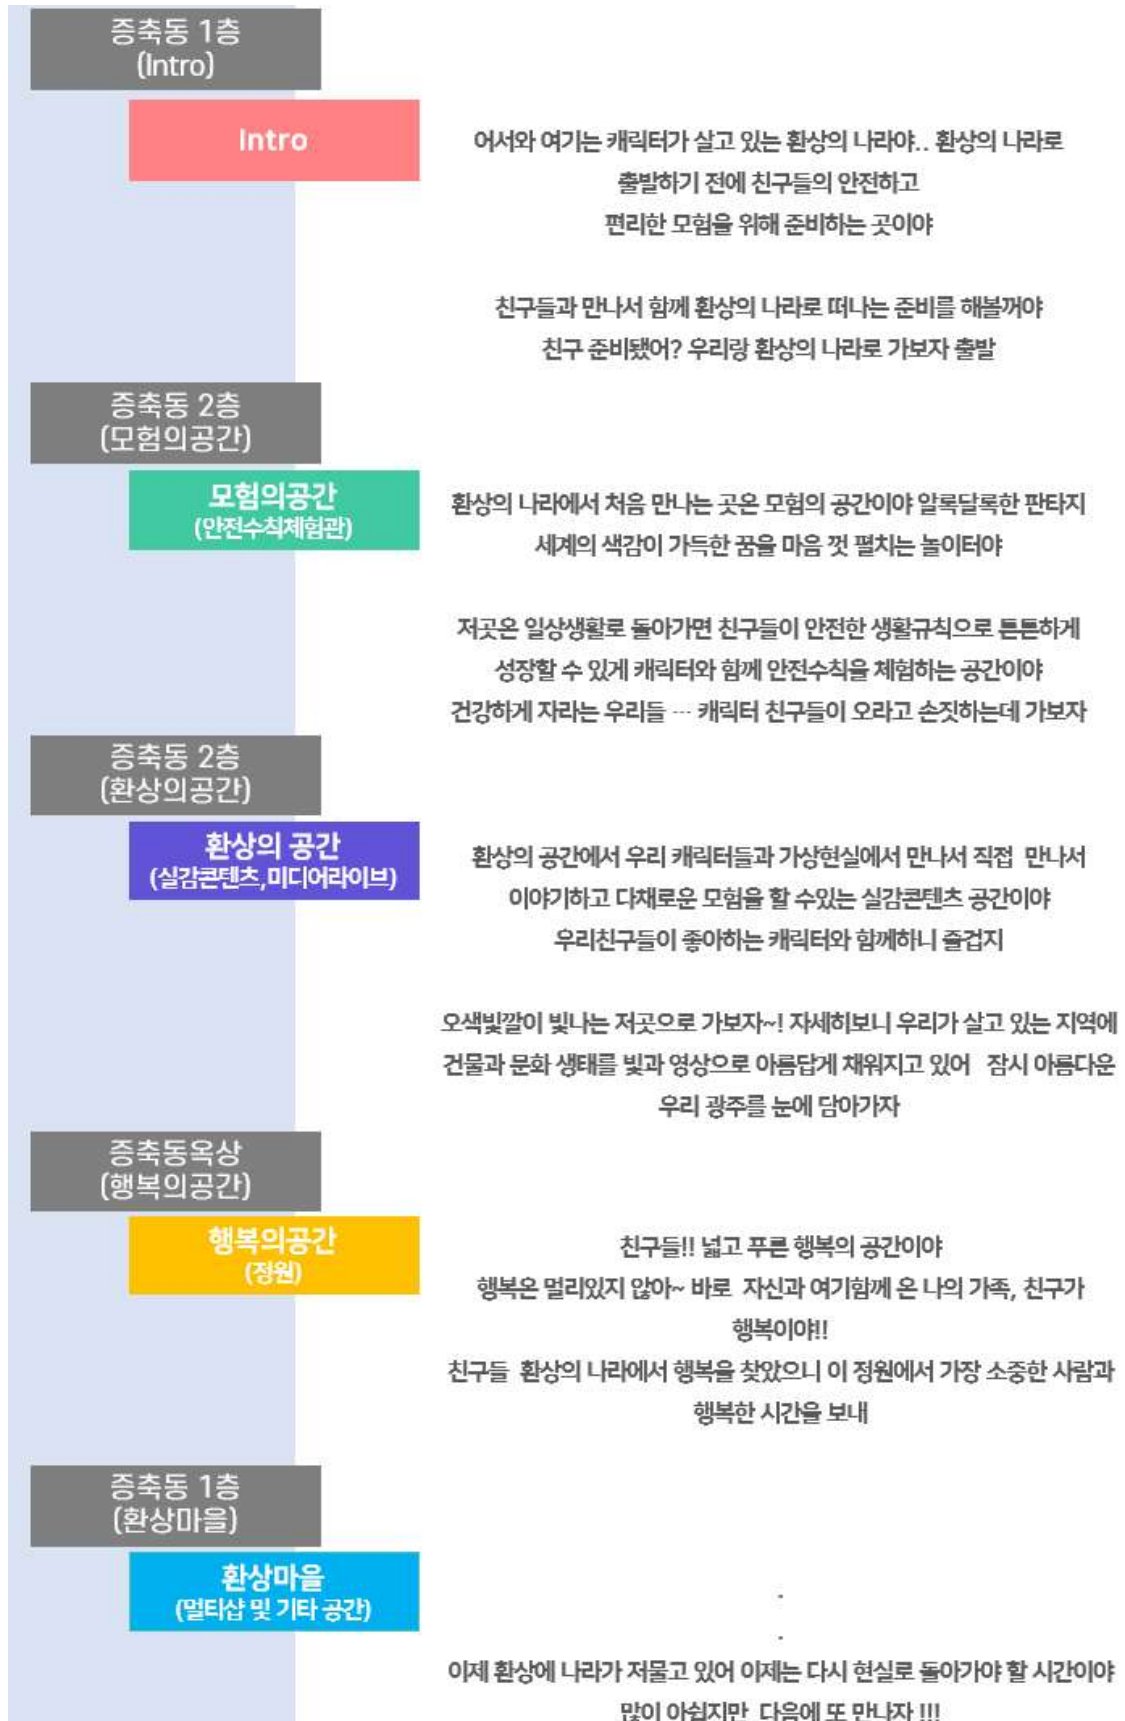 증축동 1층
(Intro)
Intro
어서와 여기는 캐릭터가 살고 있는 환상의 나라야.. 환상의 나라로
출발하기 전에 친구들의 안전하고
편리한 모험을 위해 준비하는 곳이야
친구들과 만나서 함께 환상의 나라로 떠나는 준비를 해볼꺼야
친구 준비됐어? 우리랑 환상의 나라로 가보자 출발
증축동 2층
(모험의공간)
모험의공간
(안전수칙체험관)
환상의 나라에서 처음 만나는 곳은 모험의 공간이야 알록달록한 판타지
세계의 색감이 가득한 꿈을 마음 껏 펼치는 놀이터야
저곳은 일상생활로 돌아가면 친구들이 안전한 생활규칙으로 튼튼하게
성장할 수 있게 캐릭터와 함께 안전수칙을 체험하는 공간이야
건강하게 자라는 우리들 … 캐릭터 친구들이 오라고 손짓하는데 가보자
증축동 2층
(환상의공간)
환상의 공간
(실감콘텐츠,미디어라이브)
환상의 공간에서 우리 캐릭터들과 가상현실에서 만나서 직접 만나서
이야기하고 다채로운 모험을 할 수있는 실감콘텐츠 공간이야
우리친구들이 좋아하는 캐릭터와 함께하니 즐겁지
오색빛깔이 빛나는 저곳으로 가보자~! 자세히보니 우리가 살고 있는 지역에
건물과 문화 생태를 빛과 영상으로 아름답게 채워지고 있어 잠시 아름다운
우리 광주를 눈에 담아가자
증축동옥상
(행복의공간)
행복의공간
(정원)
친구들!! 넓고 푸른 행복의 공간이야
행복은 멀리있지 않아~ 바로 자신과 여기함께 온 나의 가족, 친구가
행복이야!!
친구들 환상의 나라에서 행복을 찾았으니 이 정원에서 가장 소중한 사람과
행복한 시간을 보내
증축동 1층
(환상마을)
환상마을
(멀티샵 및 기타 공간)
.
.
이제 환상에 나라가 저물고 있어 이제는 다시 현실로 돌아가야 할 시간이야
많이 아쉽지만 다음에 또 만나자 !!!